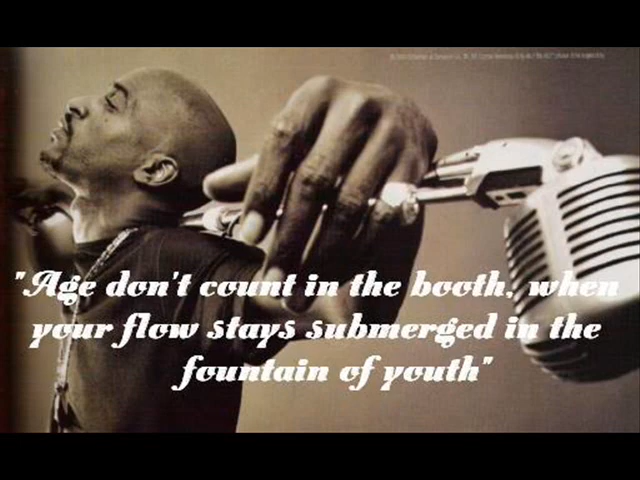 "Age don't count in the booth, when
your flow stays submerged in the
fountain of youth"